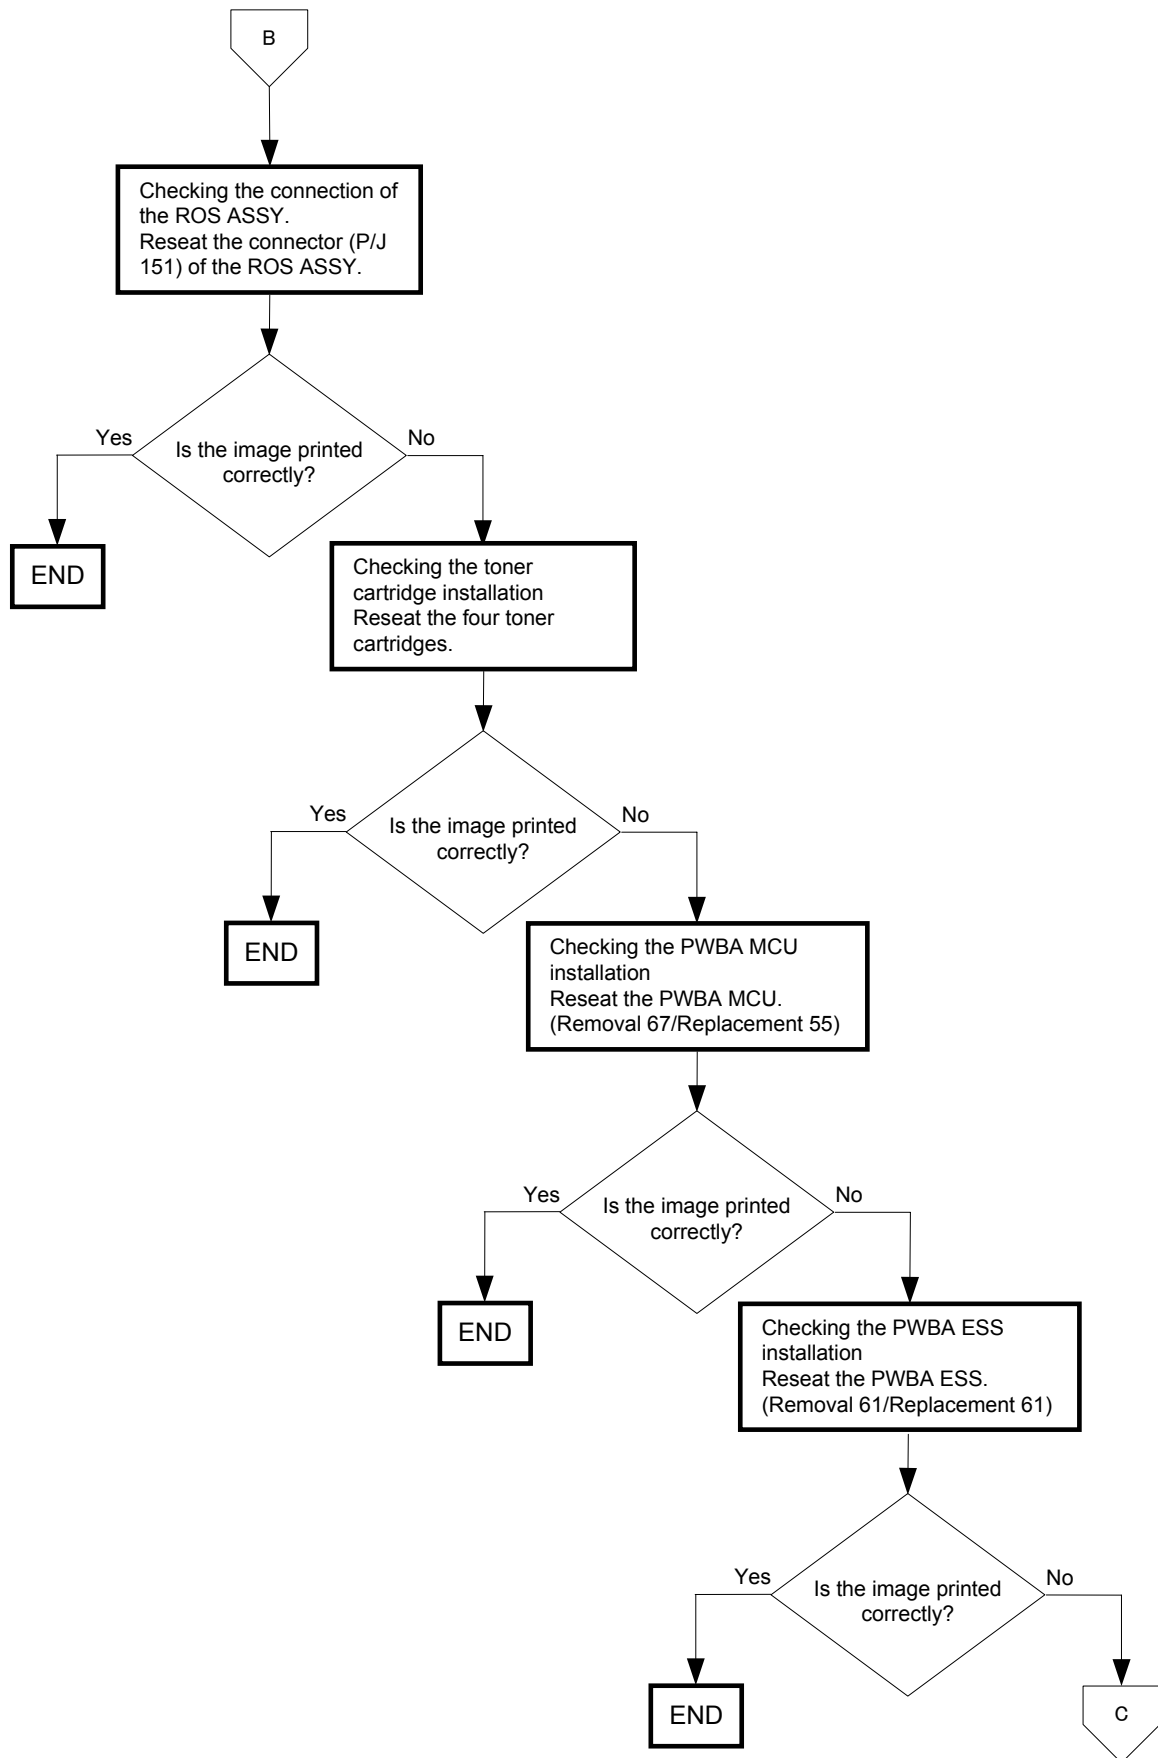 B
Checking the connection of
the ROS ASSY.
Reseat the connector (P/J
151) of the ROS ASSY.
Yes
No
Is the image printed
correctly?
END
Checking the toner
cartridge installation
Reseat the four toner
cartridges.
Yes
No
Is the image printed
correctly?
END
Checking the PWBA MCU
installation
Reseat the PWBA MCU.
(Removal 67/Replacement 55)
Yes
No
Is the image printed
correctly?
END
Checking the PWBA ESS
installation
Reseat the PWBA ESS.
(Removal 61/Replacement 61)
Yes
No
Is the image printed
correctly?
END
C